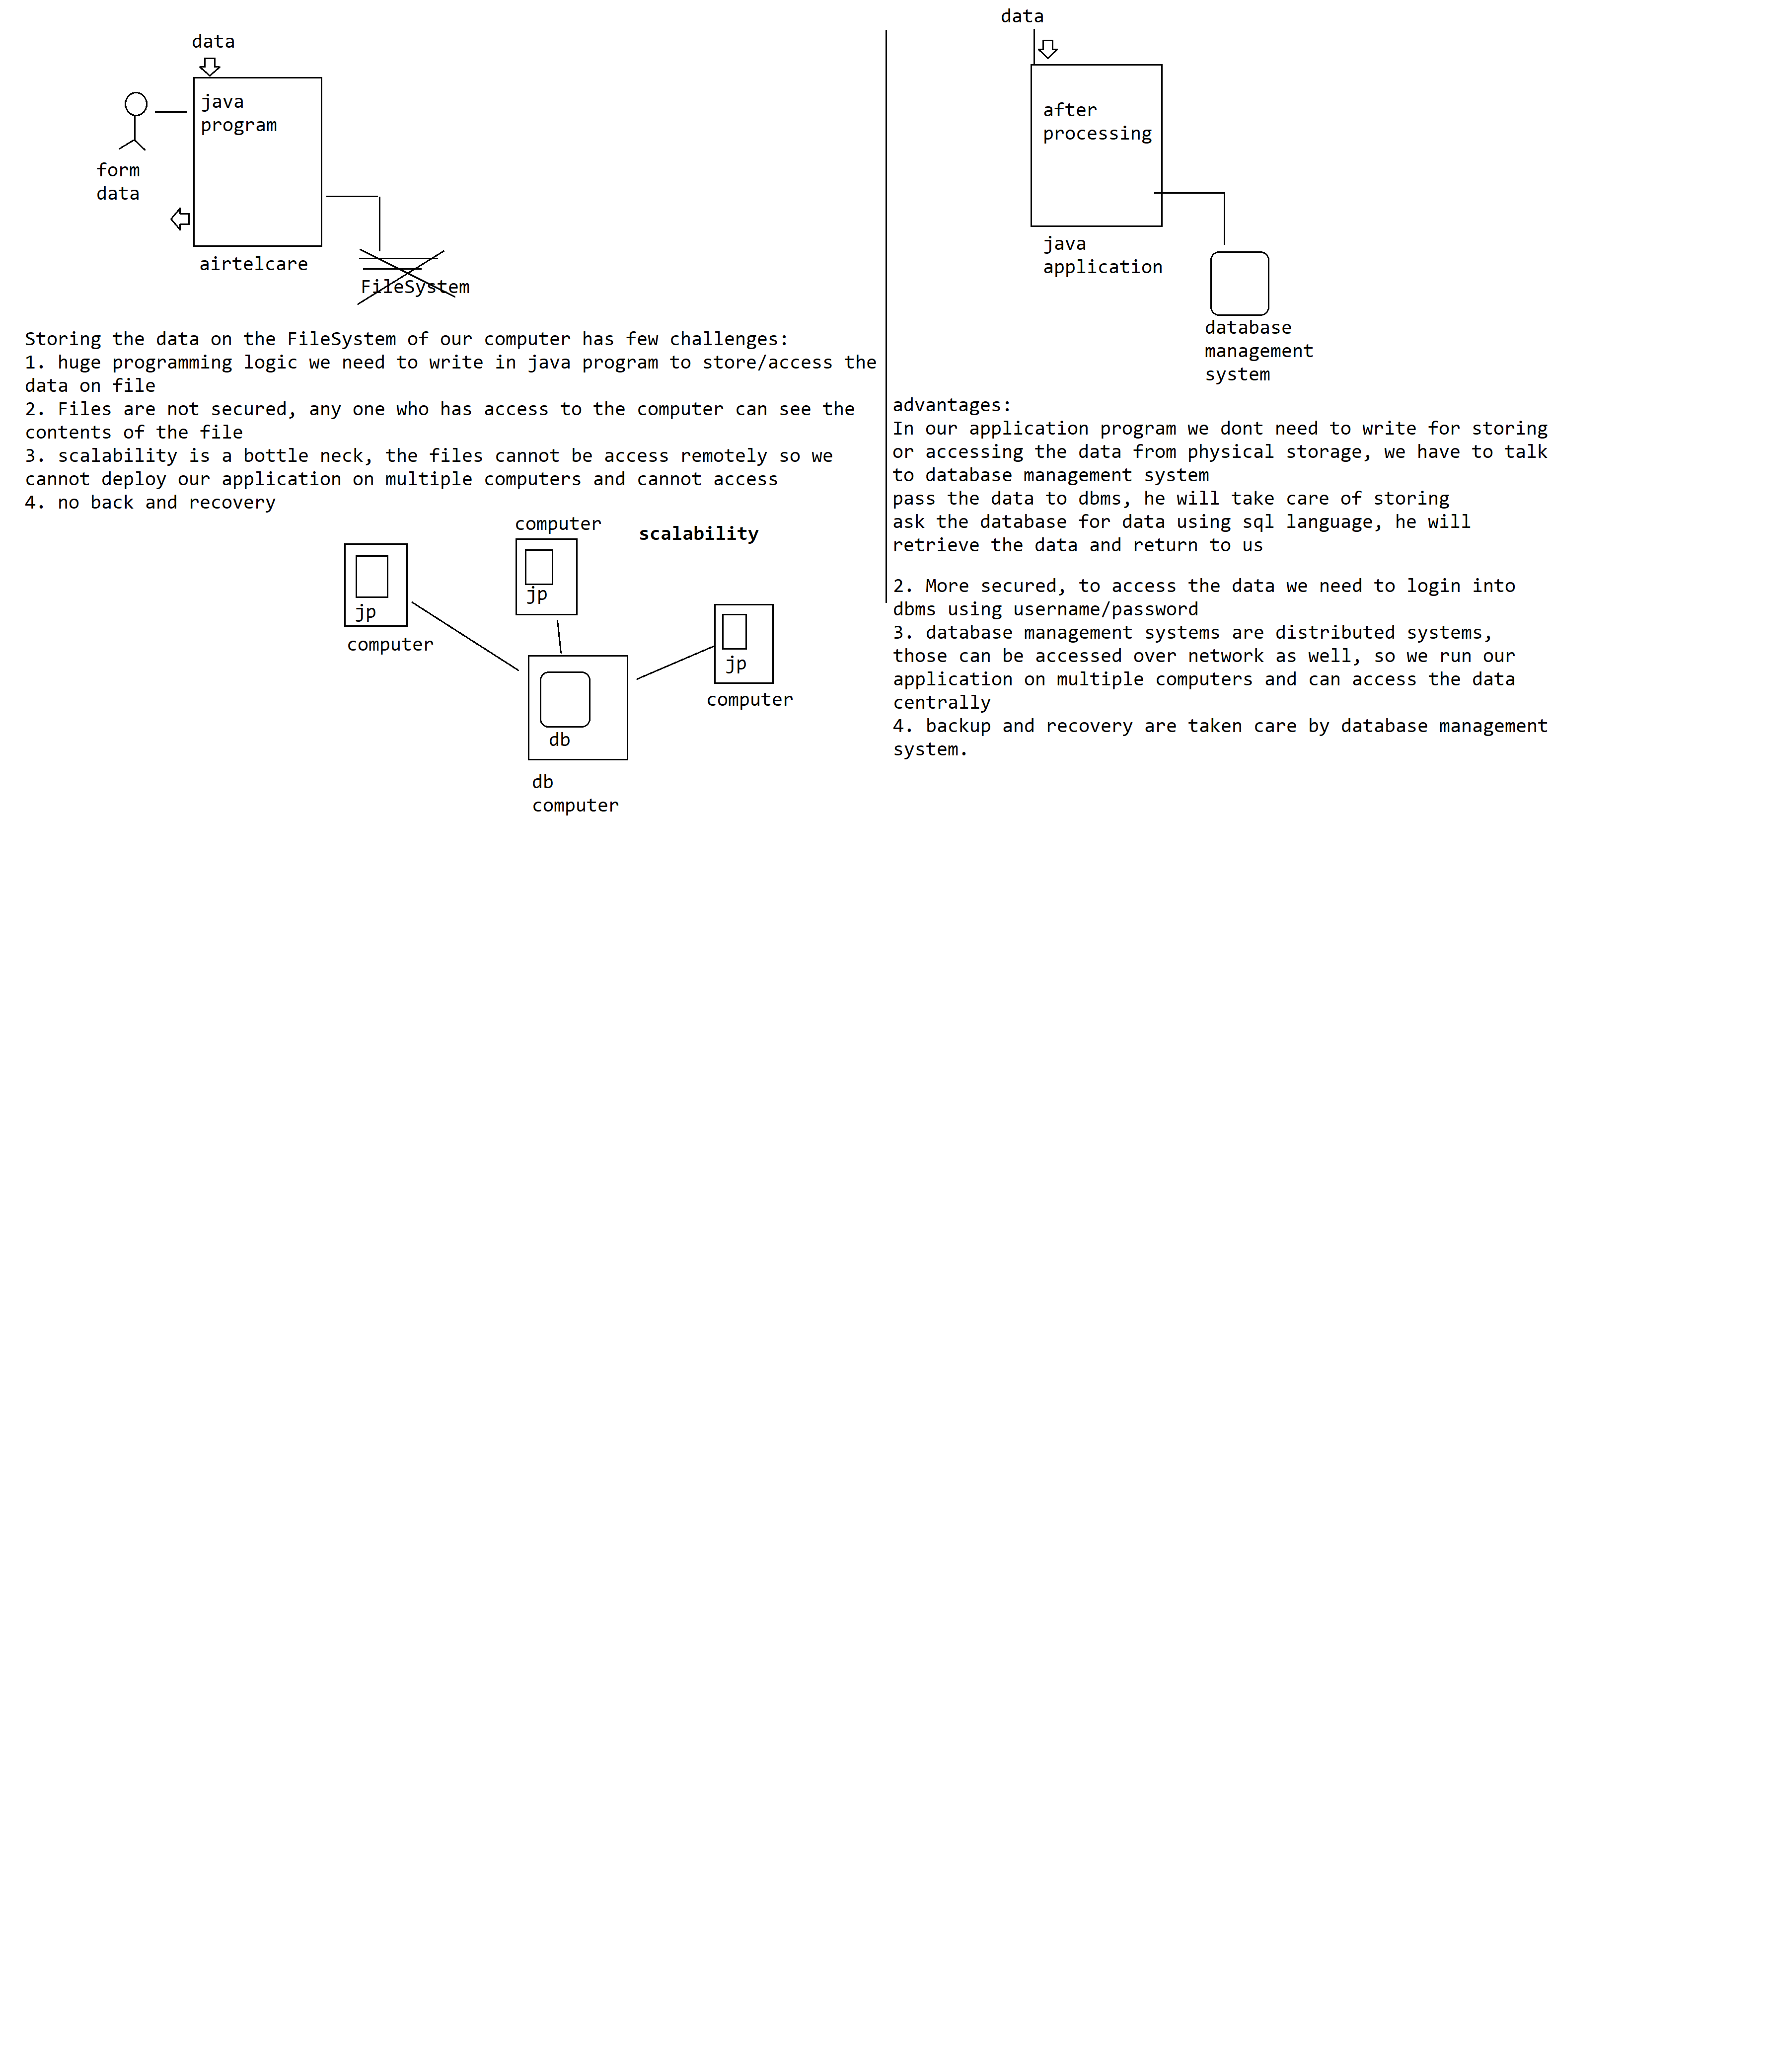 data
java
program
form
data
airtelcare
FileSystem
Storing the data on the FileSystem of our computer has few challenges:
1. huge programming logic we need to write in java program to store/access the
data on file
2. Files are not secured, any one who has access to the computer can see the
contents of the file
3. scalability is a bottle neck, the files cannot be access remotely so we
cannot deploy our application on multiple computers and cannot access
4. no back and recovery
computer
scalability
jp
computer
jp
jp
computer
db
db
computer
data
after
processing
java
application
database
management
system
advantages:
In our application program we dont need to write for storing
or accessing the data from physical storage, we have to talk
to database management system
pass the data to dbms, he will take care of storing
ask the database for data using sql language, he will
retrieve the data and return to us
2. More secured, to access the data we need to login into
dbms using username/password
3. database management systems are distributed systems,
those can be accessed over network as well, so we run our
application on multiple computers and can access the data
centrally
4. backup and recovery are taken care by database management
system.